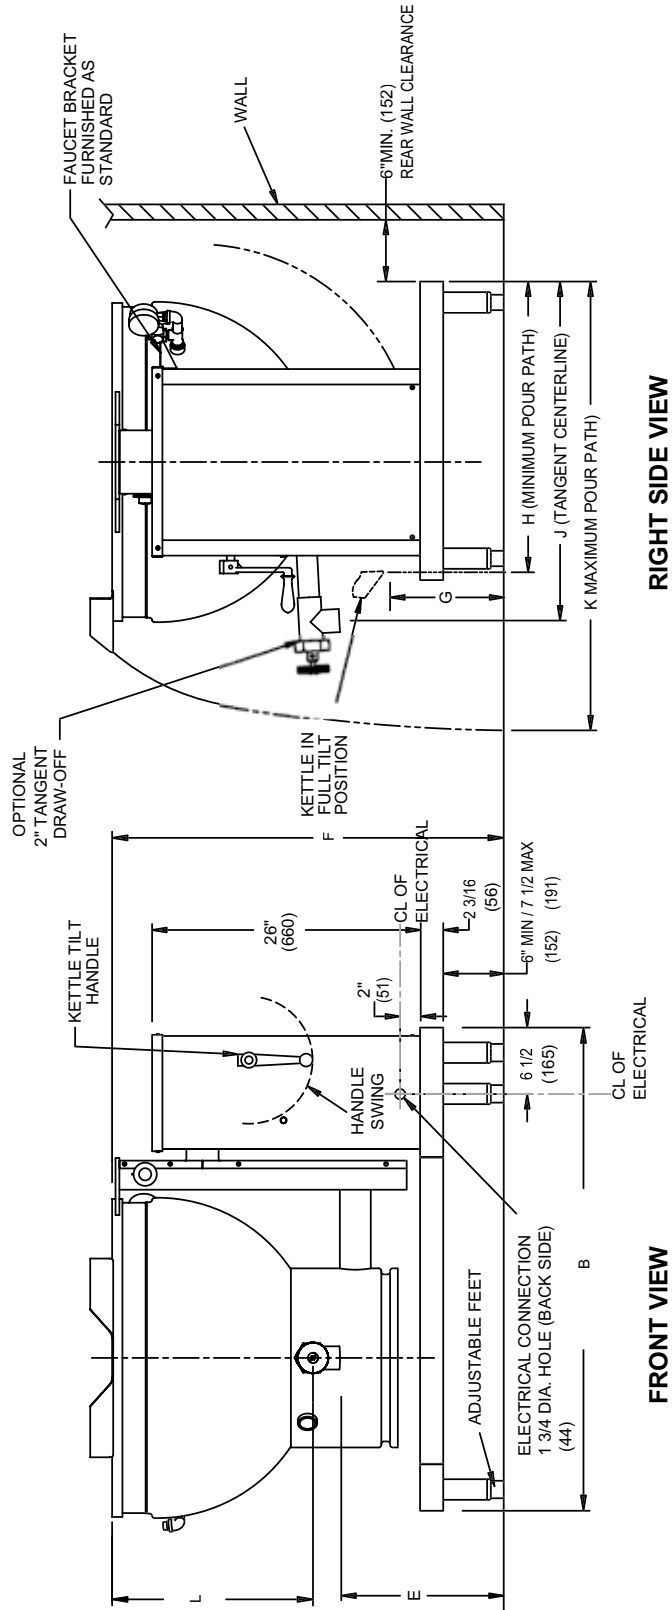 OPTIONAL
2" TANGENT
DRAW-OFF
FAUCET BRACKET
FURNISHED AS
STANDARD
WALL
6"MIN. (152)
REAR WALL CLEARANCE
KETTLE IN
FULL TILT
POSITION
G
H (MINIMUM POUR PATH)
J (TANGENT CENTERLINE)
K MAXIMUM POUR PATH)
RIGHT SIDE VIEW
KETTLE TILT
HANDLE
F
26"
(660)
CL OF
ELECTRICAL
2"
(51)
2 3/16
(56)
HANDLE
SWING
6" MIN / 7 1/2 MAX
(152) (191)
6 1/2
(165)
CL OF
ELECTRICAL
L
E
ADJUSTABLE FEET
ELECTRICAL CONNECTION
1 3/4 DIA. HOLE (BACK SIDE)
(44)
B
FRONT VIEW